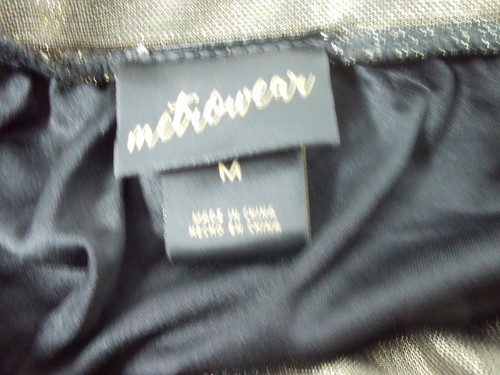 metrowear
M
MADE IN CHINA
HECHO EN CHINA